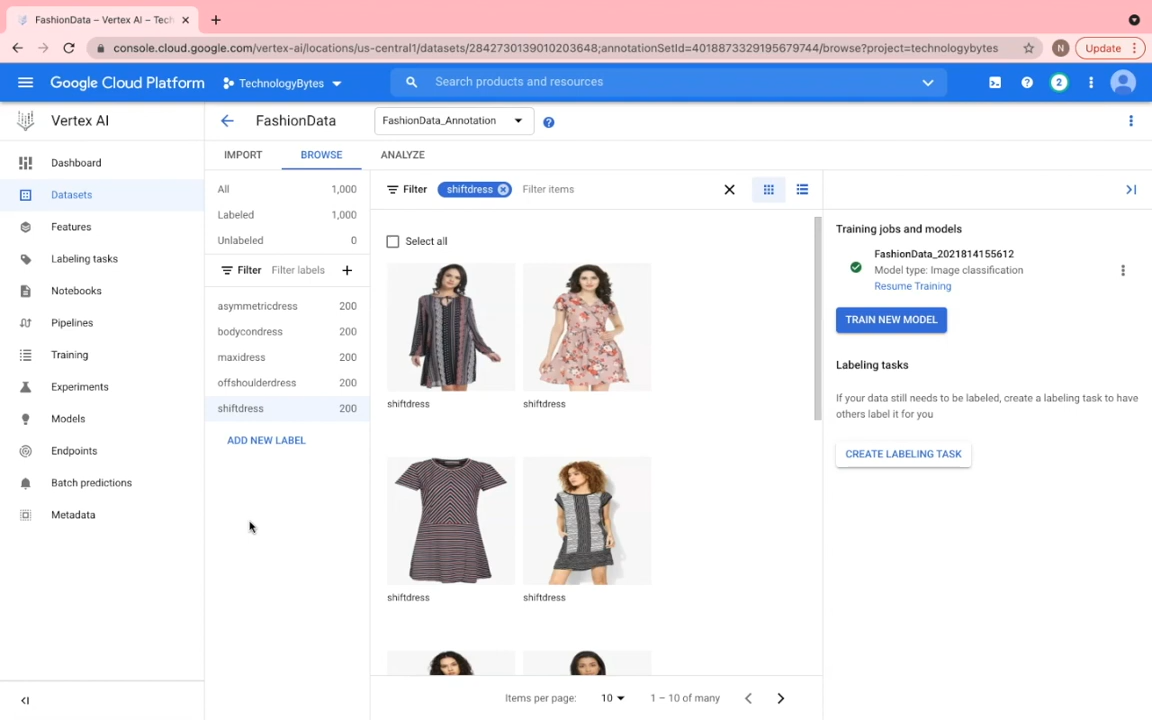 FashionData – Vertex AI – Tech
console.cloud.google.com/vertex-ai/locations/us-central1/datasets/2842730139010203648;annotationSetId=4018873329195679744/browse?project=technologybytes
N
Update
Google Cloud Platform
TechnologyBytes
Search products and resources
2
Vertex AI
FashionData
FashionData_Annotation
Dashboard
Datasets
Features
Labeling tasks
Notebooks
Pipelines
Training
Experiments
Models
Endpoints
Batch predictions
Metadata
IMPORT
BROWSE
ANALYZE
All 1,000
Labeled 1,000
Unlabeled 0
Filter Filter labels
asymmetricdress 200
bodycondress 200
maxidress 200
offshoulderdress 200
shiftdress 200
ADD NEW LABEL
Filter shiftdress Filter items
Select all
shiftdress shiftdress
shiftdress shiftdress
Items per page: 10 1 – 10 of many
Training jobs and models
FashionData_2021814155612
Model type: Image classification
Resume Training
TRAIN NEW MODEL
Labeling tasks
If your data still needs to be labeled, create a labeling task to have
others label it for you
CREATE LABELING TASK